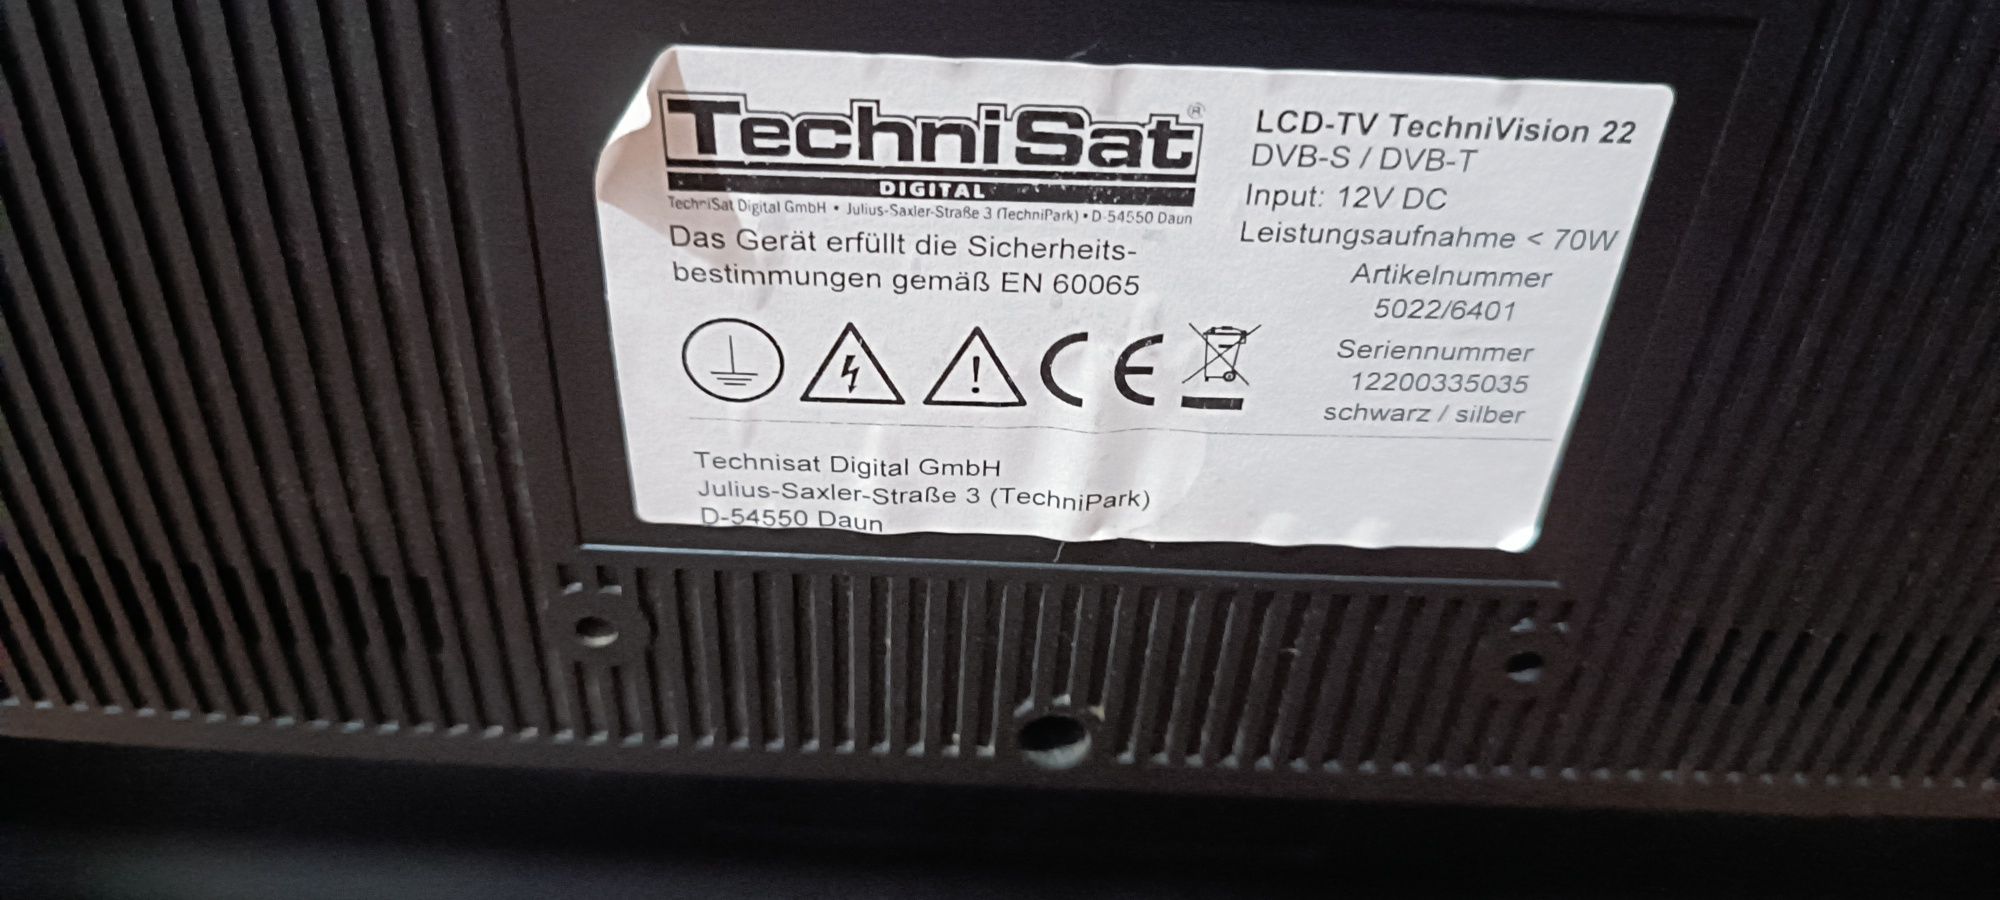 TechniSat®
DIGITAL
TechniSat Digital GmbH • Julius-Saxler-Straße 3 (TechniPark) • D-54550 Daun
Das Gerät erfüllt die Sicherheits-
bestimmungen gemäß EN 60065
CE
Technisat Digital GmbH
Julius-Saxler-Straße 3 (TechniPark)
D-54550 Daun
LCD-TV TechniVision 22
DVB-S / DVB-T
Input: 12V DC
Leistungsaufnahme < 70W
Artikelnummer
5022/6401
Seriennummer
12200335035
schwarz / silber